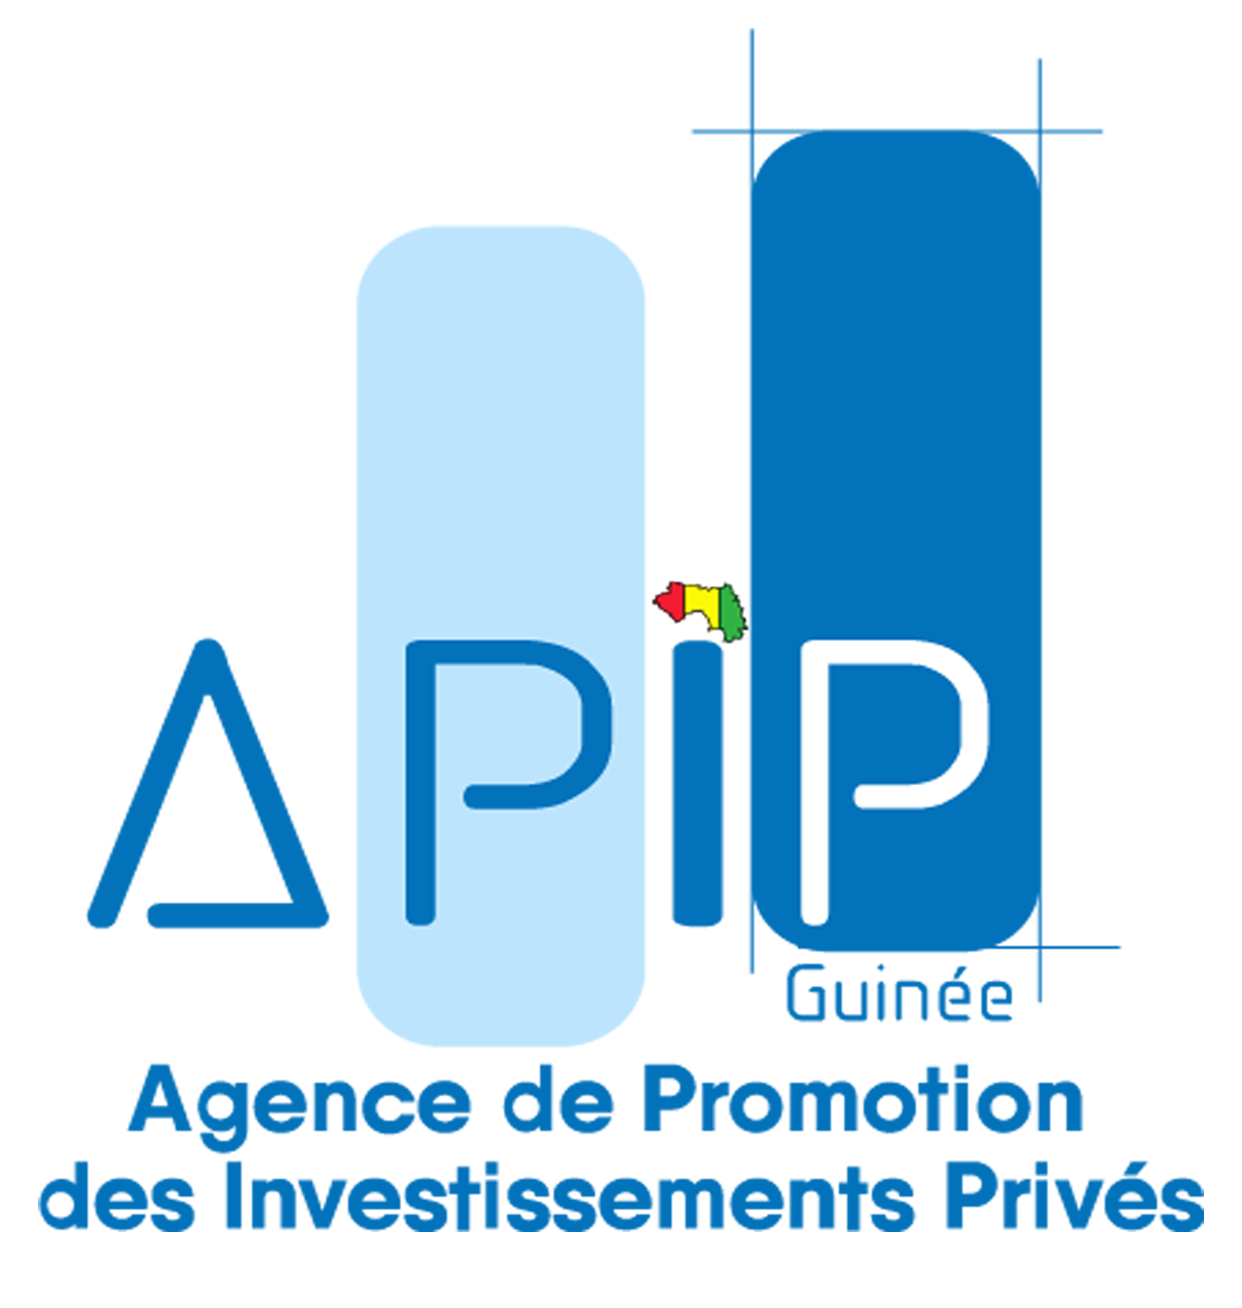 APiP
Guinée
Agence de Promotion
des Investissements Privés